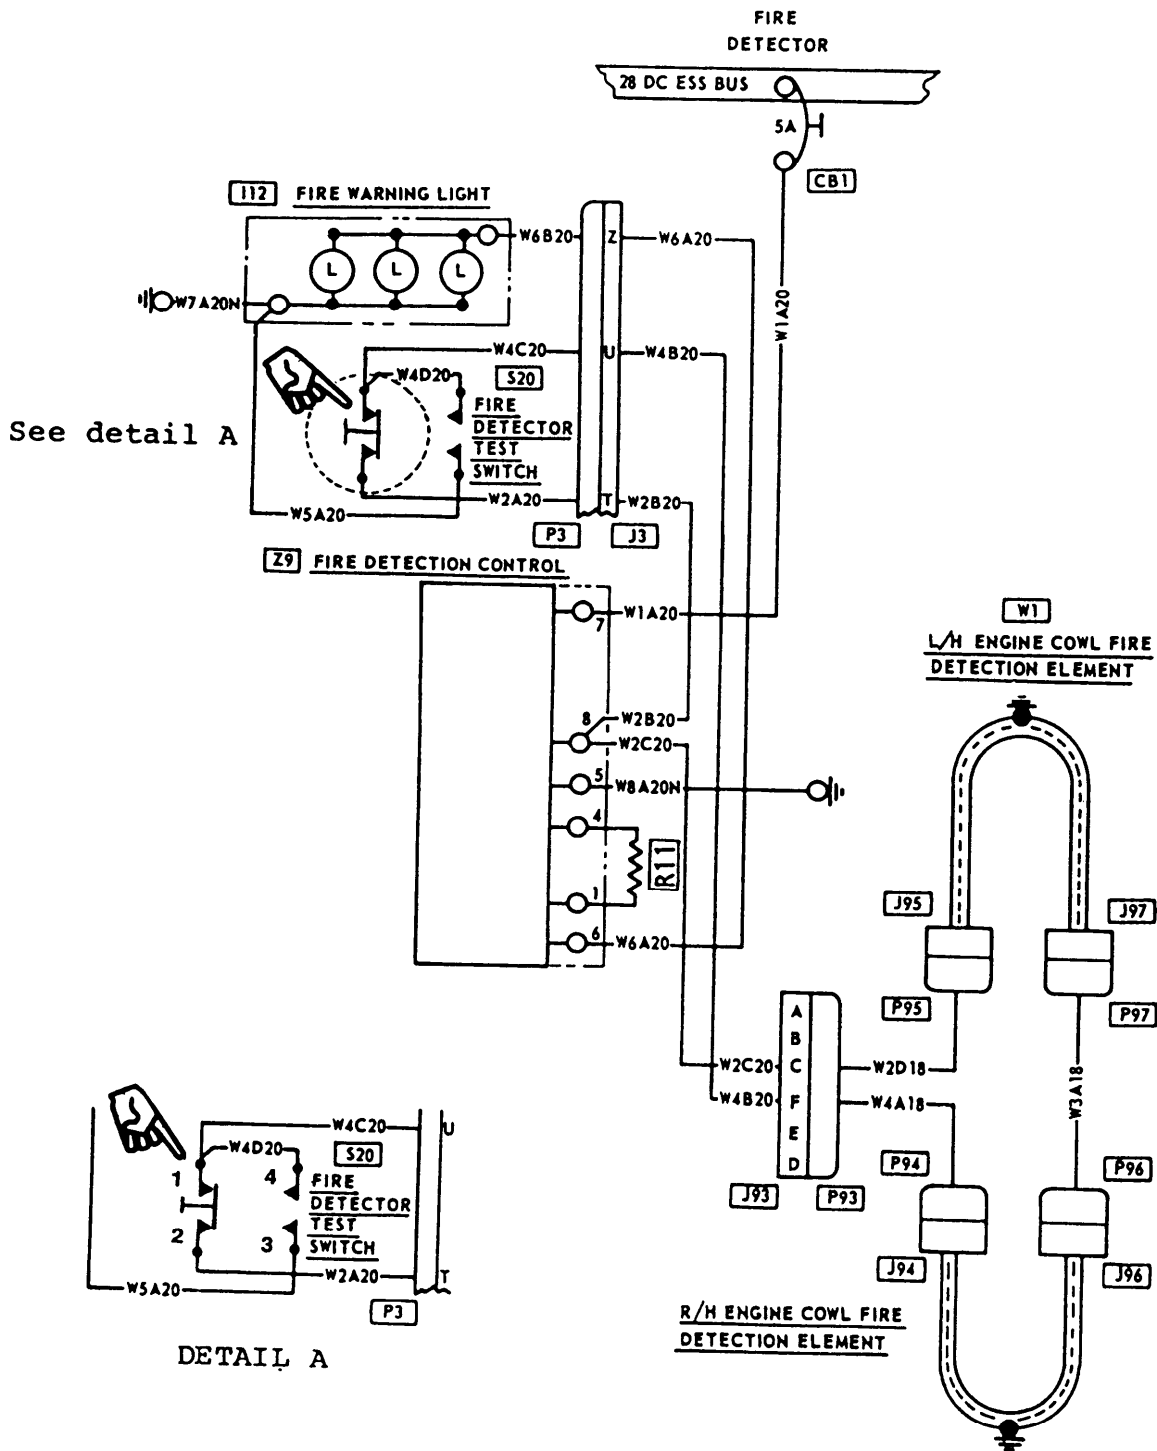 FIRE
DETECTOR
28 DC ESS BUS
5A
CB1
I12 FIRE WARNING LIGHT
W6B20 Z W6A20
L L L
W7A20N
W1A20
W4C20 U W4B20
W4D20 S20
See detail A
FIRE
DETECTOR
TEST
SWITCH
W2A20 T W2B20
W5A20
P3 J3
Z9 FIRE DETECTION CONTROL
7 W1A20
W1
L/H ENGINE COWL FIRE
DETECTION ELEMENT
8 W2B20
W2C20
5 W8A20N
4
R11
1
6 W6A20
J95 J97
P95 P97
A
B
W2C20 C W2D18
W4B20 F W4A18
E
D
W3A18
J93 P93
P94 P96
J94 J96
R/H ENGINE COWL FIRE
DETECTION ELEMENT
W4C20 U
W4D20 S20
1 4 FIRE
DETECTOR
2 3 TEST
SWITCH
W2A20 T
W5A20
P3
DETAIL A